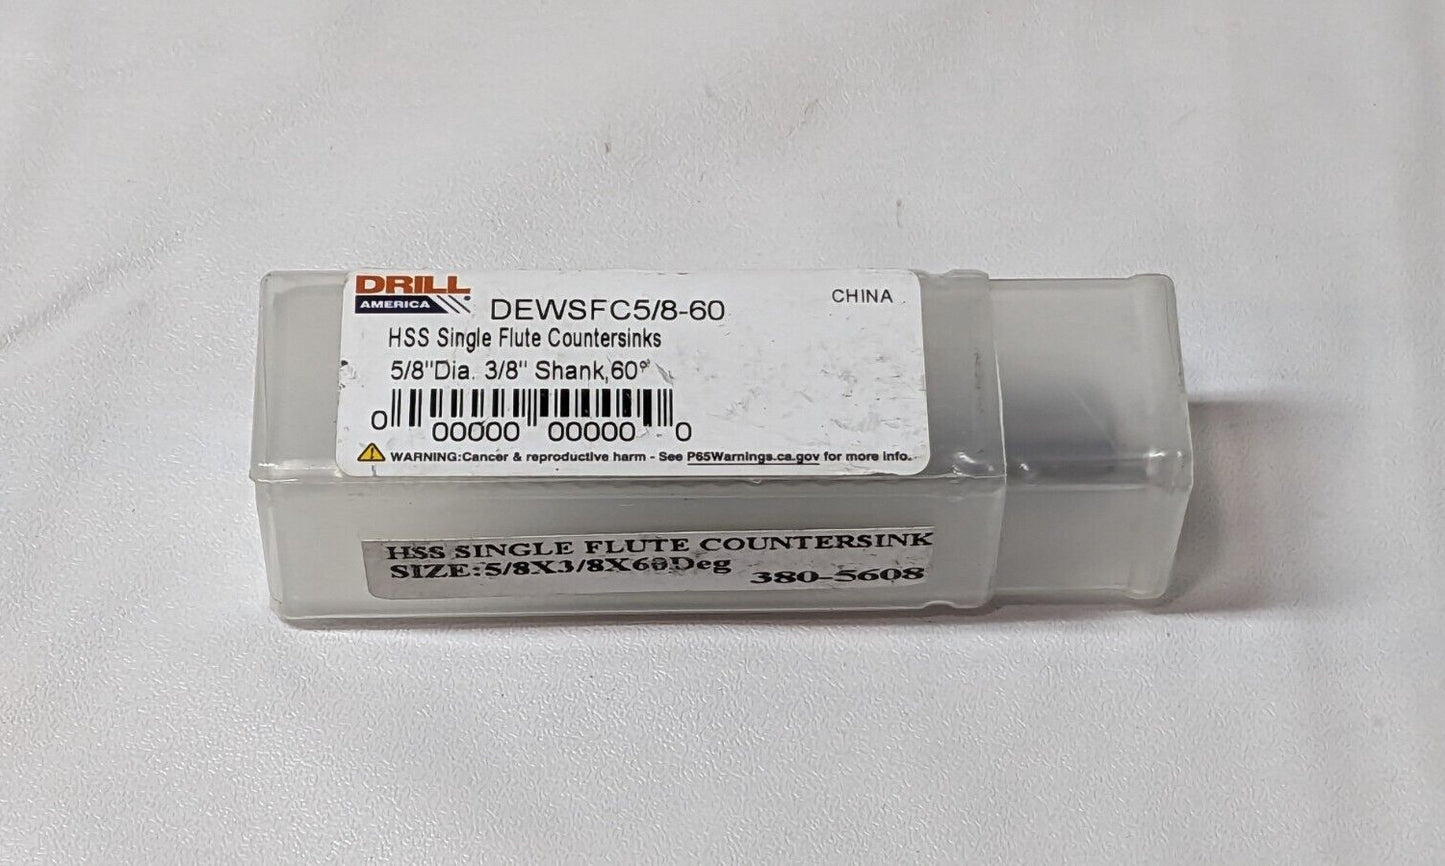 DRILL
AMERICA ®
DEWSFC5/8-60
CHINA
HSS Single Flute Countersinks
5/8"Dia. 3/8" Shank,60°
0 00000 00000 0
WARNING:Cancer & reproductive harm - See P65Warnings.ca.gov for more info.
HSS SINGLE FLUTE COUNTERSINK
SIZE:5/8X3/8X60Deg
380-5608